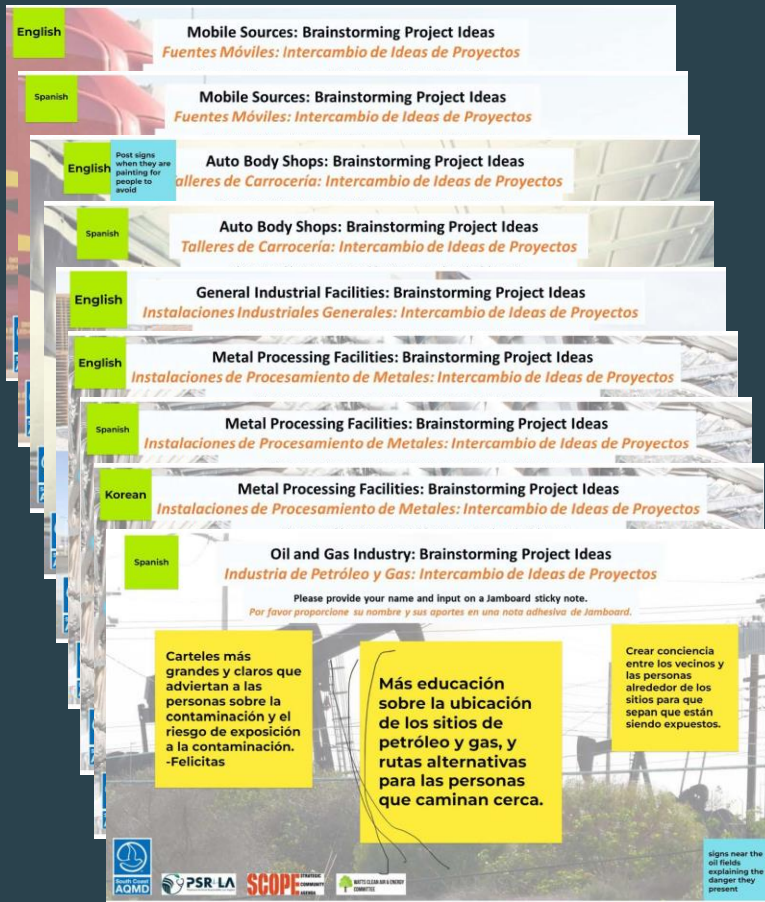 English
Mobile Sources: Brainstorming Project Ideas
Fuentes Móviles: Intercambio de Ideas de Proyectos
Spanish
Mobile Sources: Brainstorming Project Ideas
Fuentes Móviles: Intercambio de Ideas de Proyectos
English
Post signs
when they are
painting for
people to
avoid
Auto Body Shops: Brainstorming Project Ideas
alleres de Carrocería: Intercambio de Ideas de Proyectos
Spanish
Auto Body Shops: Brainstorming Project Ideas
Talleres de Carrocería: Intercambio de Ideas de Proyectos
English
General Industrial Facilities: Brainstorming Project Ideas
Instalaciones Industriales Generales: Intercambio de Ideas de Proyectos
English
Metal Processing Facilities: Brainstorming Project Ideas
Instalaciones de Procesamiento de Metales: Intercambio de Ideas de Proyectos
Spanish
Metal Processing Facilities: Brainstorming Project Ideas
Instalaciones de Procesamiento de Metales: Intercambio de Ideas de Proyectos
Korean
Metal Processing Facilities: Brainstorming Project Ideas
Instalaciones de Procesamiento de Metales: Intercambio de Ideas de Proyectos
Spanish
Oil and Gas Industry: Brainstorming Project Ideas
Industria de Petróleo y Gas: Intercambio de Ideas de Proyectos
Please provide your name and input on a Jamboard sticky note.
Por favor proporcione su nombre y sus aportes en una nota adhesiva de Jamboard.
Carteles más
grandes y claros que
adviertan a las
personas sobre la
contaminación y el
riesgo de exposición
a la contaminación.
-Felicitas
Más educación
sobre la ubicación
de los sitios de
petróleo y gas, y
rutas alternativas
para las personas
que caminan cerca.
Crear conciencia
entre los vecinos y
las personas
alrededor de los
sitios para que
sepan que están
siendo expuestos.
signs near the
oil fields
explaining the
danger they
present
South Coast
AQMD
PSR LA
SCOPE
STRATEGIC
COMMUNITY
AGENDA
WATTS CLEAN AIR & ENERGY
COMMITTEE